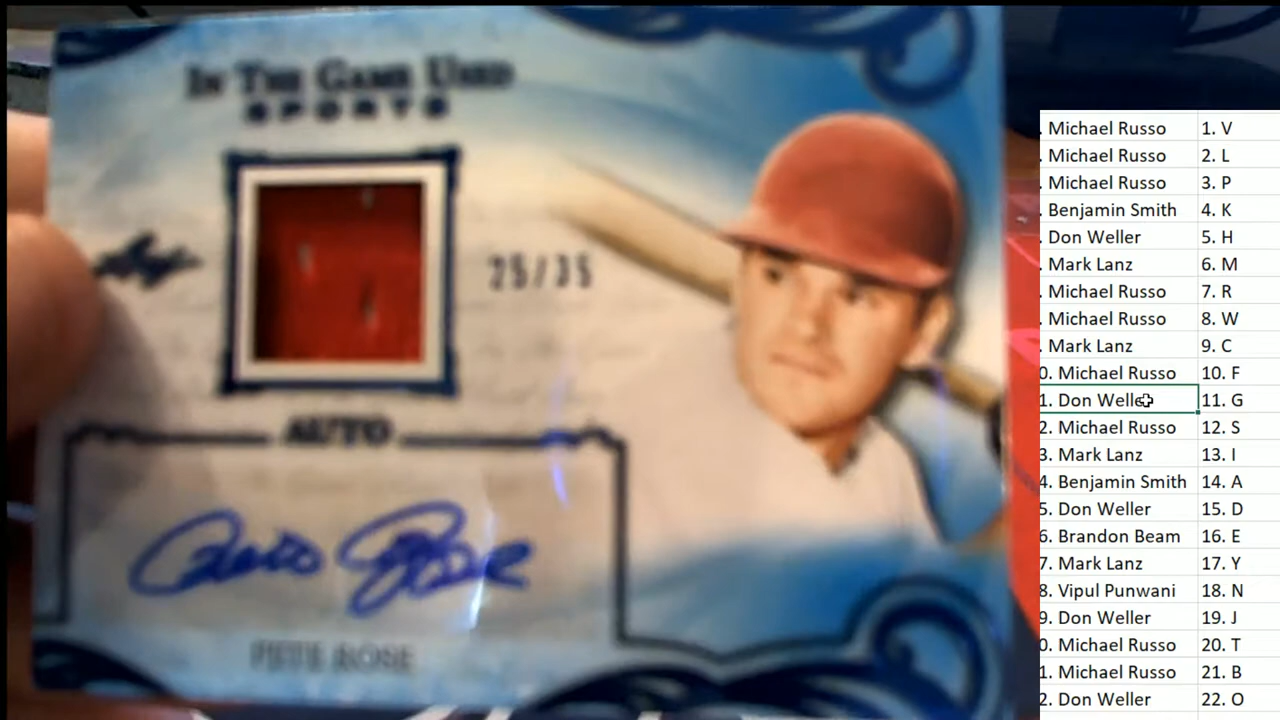 IN THE GAME USED
SPORTS
25/35
AUTO
Pete Rose
PETE ROSE
. Michael Russo 1. V
. Michael Russo 2. L
. Michael Russo 3. P
. Benjamin Smith 4. K
. Don Weller 5. H
. Mark Lanz 6. M
. Michael Russo 7. R
. Michael Russo 8. W
. Mark Lanz 9. C
0. Michael Russo 10. F
1. Don Weller 11. G
2. Michael Russo 12. S
3. Mark Lanz 13. I
4. Benjamin Smith 14. A
5. Don Weller 15. D
6. Brandon Beam 16. E
7. Mark Lanz 17. Y
8. Vipul Punwani 18. N
9. Don Weller 19. J
0. Michael Russo 20. T
1. Michael Russo 21. B
2. Don Weller 22. O